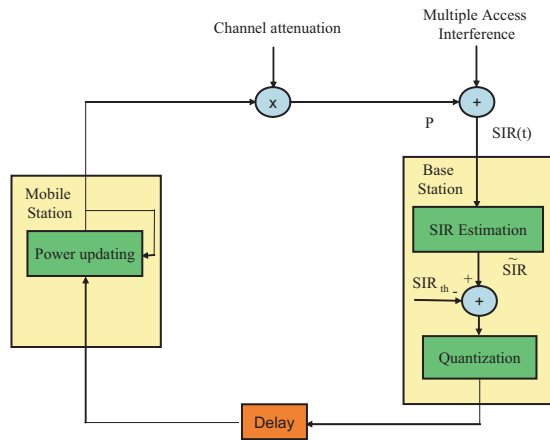 Multiple Access
Interference
Channel attenuation
x
+
P
SIR(t)
Mobile
Station
Base
Station
Power updating
SIR Estimation
+
~
SIR
SIR th -
+
Quantization
Delay